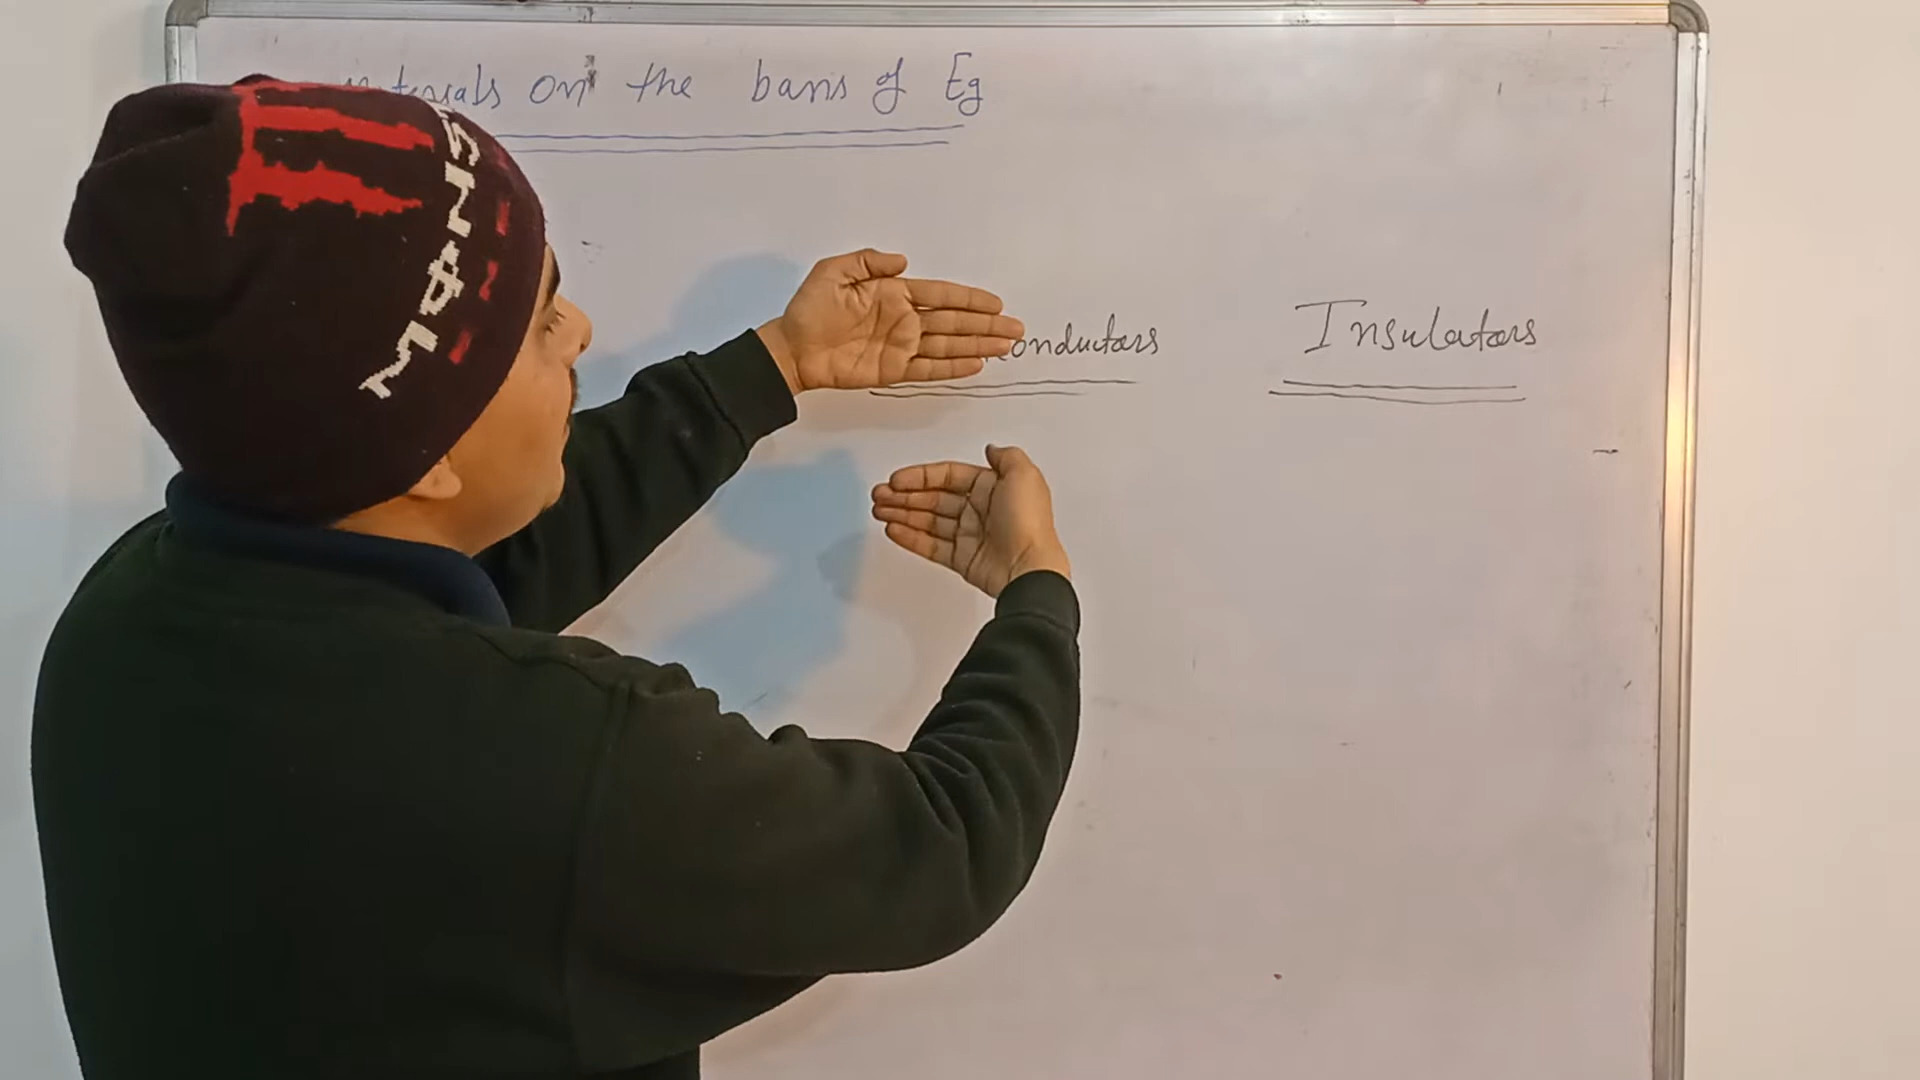 on the basis of Eg
conductors Insulators